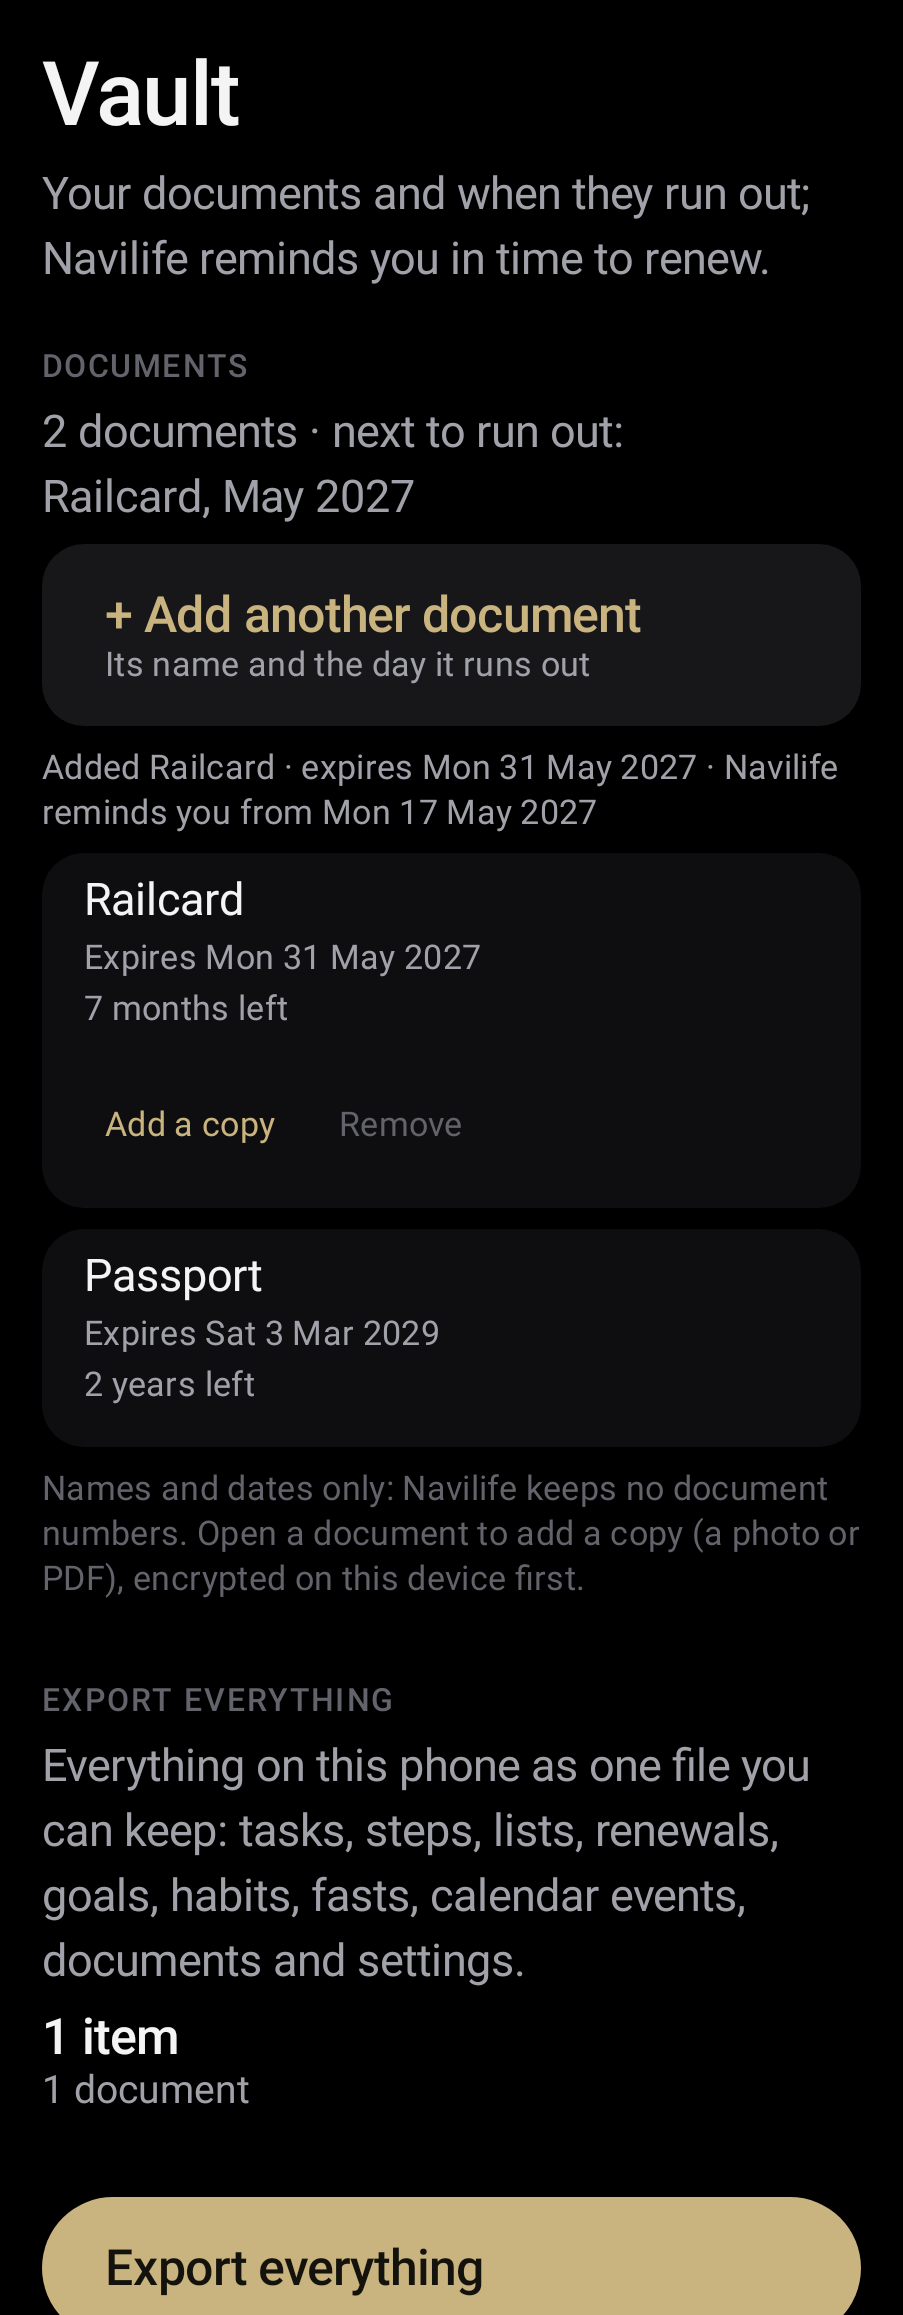 Vault
Your documents and when they run out;
Navilife reminds you in time to renew.
DOCUMENTS
2 documents · next to run out:
Railcard, May 2027
+ Add another document
Its name and the day it runs out
Added Railcard · expires Mon 31 May 2027 · Navilife
reminds you from Mon 17 May 2027
Railcard
Expires Mon 31 May 2027
7 months left
Add a copy Remove
Passport
Expires Sat 3 Mar 2029
2 years left
Names and dates only: Navilife keeps no document
numbers. Open a document to add a copy (a photo or
PDF), encrypted on this device first.
EXPORT EVERYTHING
Everything on this phone as one file you
can keep: tasks, steps, lists, renewals,
goals, habits, fasts, calendar events,
documents and settings.
1 item
1 document
Export everything